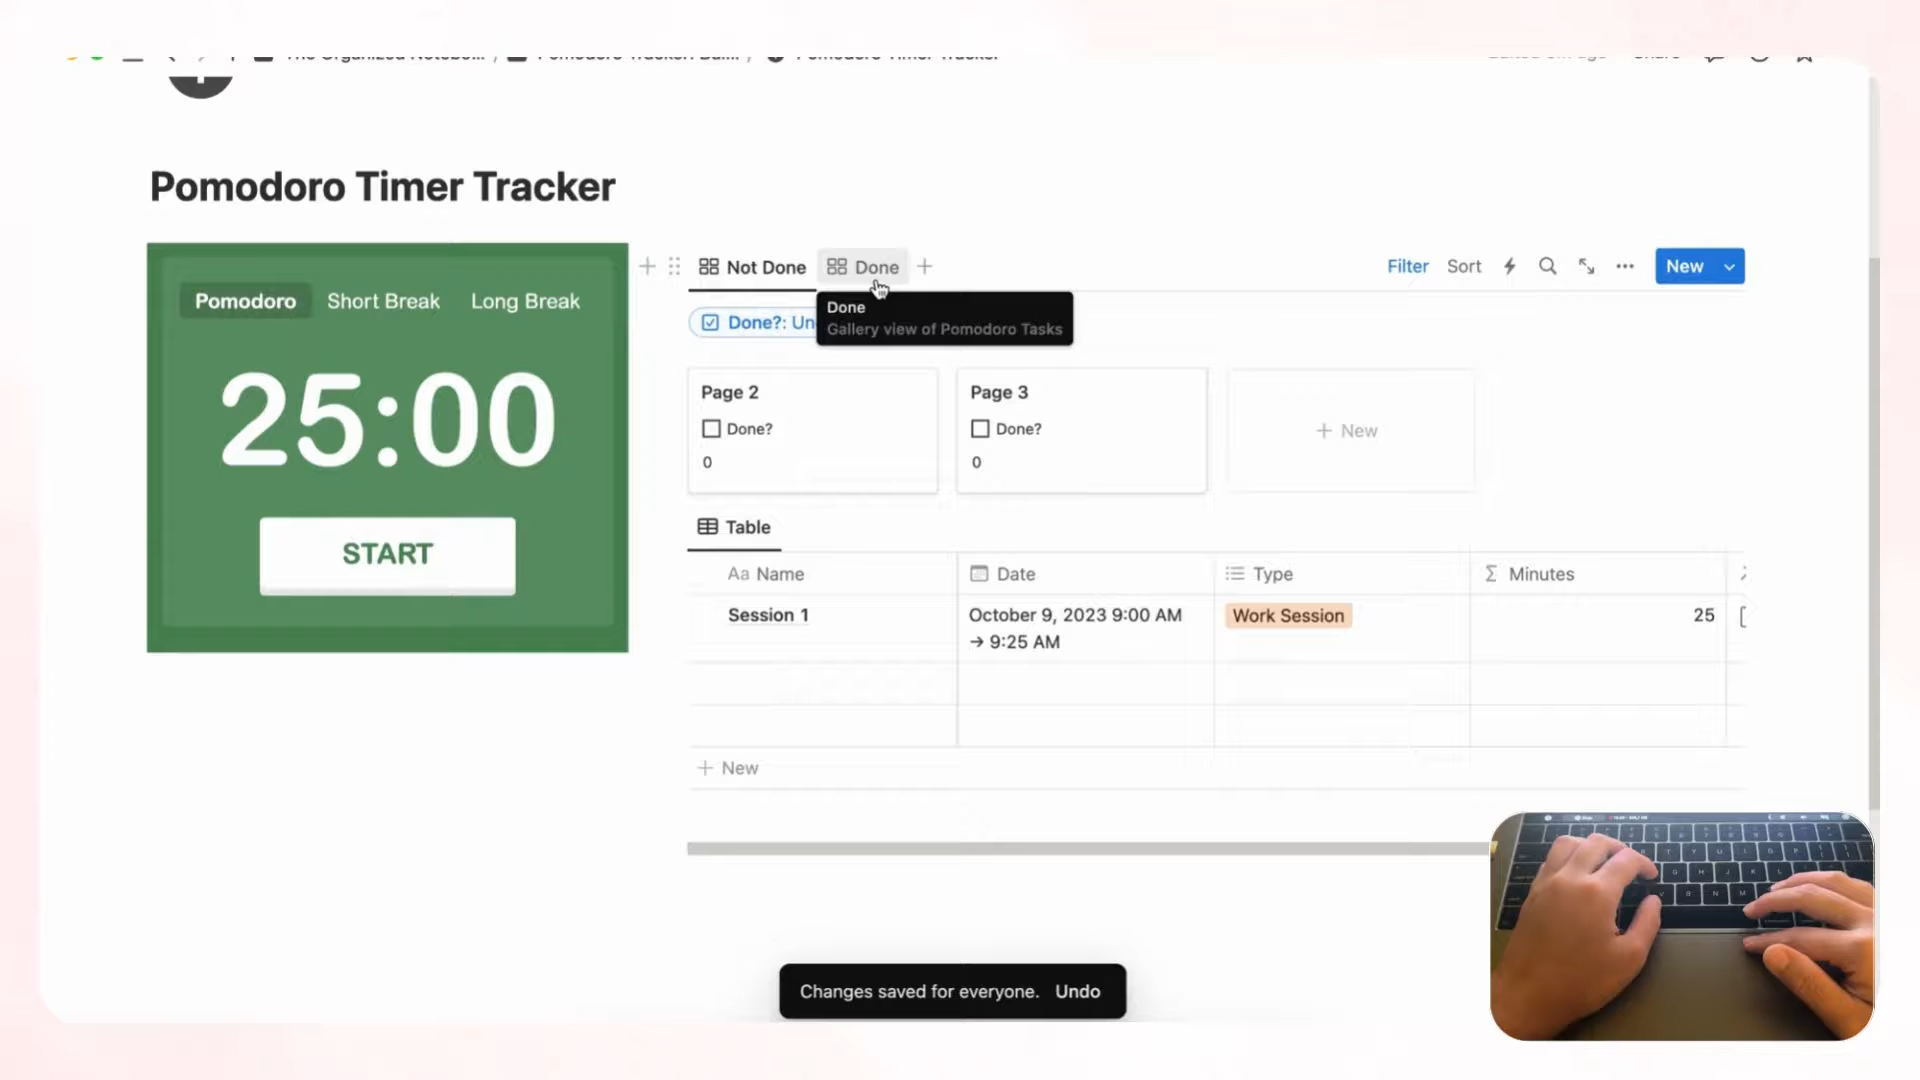 Pomodoro Timer Tracker
Pomodoro Short Break Long Break
25:00
START
Not Done Done
Filter Sort New
Done?: Un
Done
Gallery view of Pomodoro Tasks
Page 2
Done?
0
Page 3
Done?
0
+ New
Table
Aa Name Date Type Σ Minutes
Session 1 October 9, 2023 9:00 AM → 9:25 AM Work Session 25
+ New
Changes saved for everyone. Undo